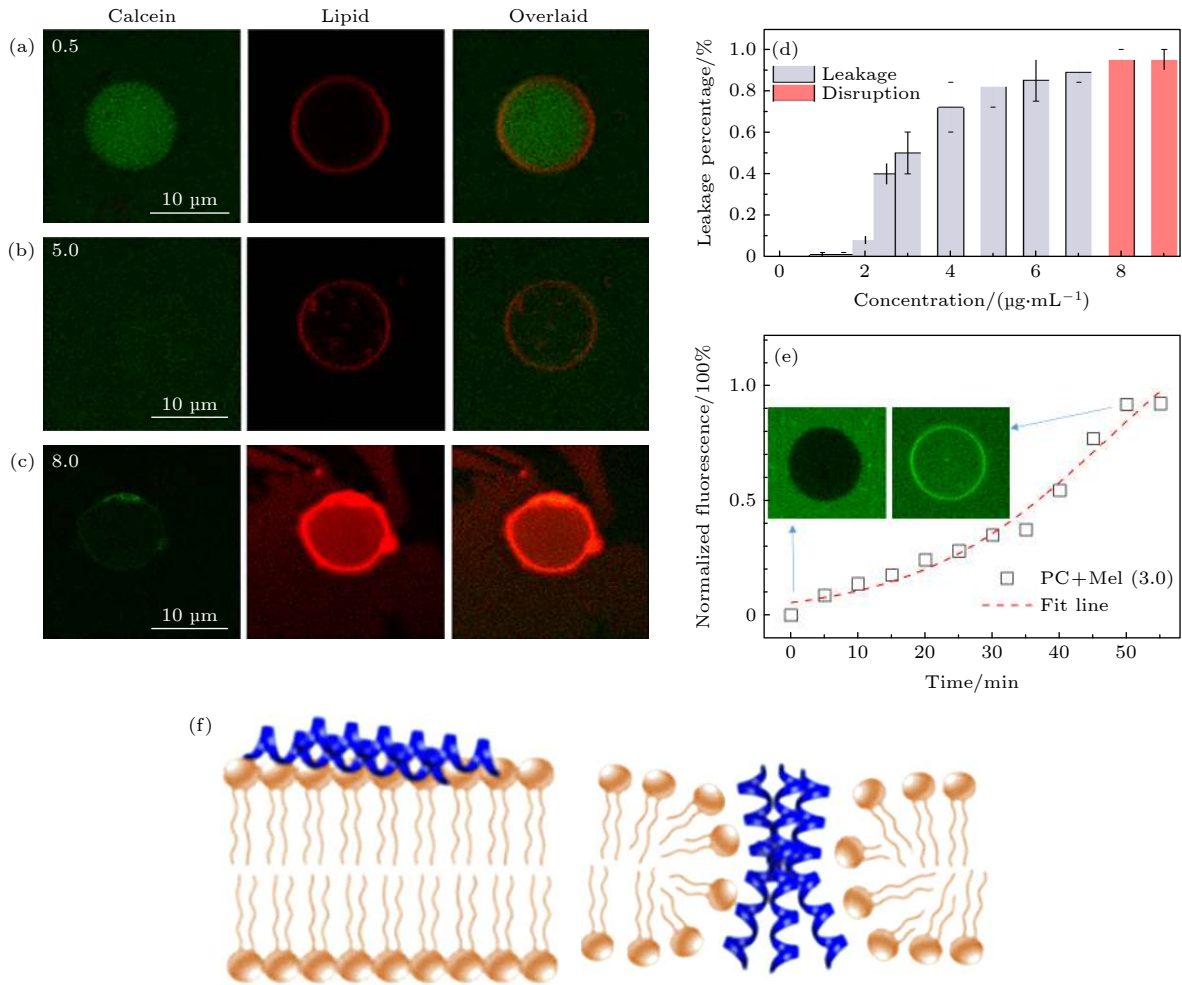 Calcein Lipid Overlaid
(a) 0.5
10 µm
(b) 5.0
10 µm
(c) 8.0
10 µm
(d)
Leakage
Disruption
Leakage percentage/%
1.0
0.8
0.6
0.4
0.2
0
0 2 4 6 8
Concentration/(µg·mL⁻¹)
(e)
Normalized fluorescence/100%
1.0
0.5
0
PC+Mel (3.0)
Fit line
0 10 20 30 40 50
Time/min
(f)